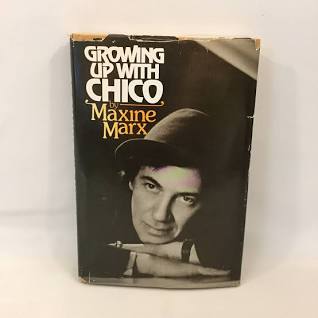 GROWING
UP WITH
CHICO
by
Maxine
Marx